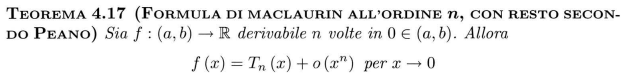 TEOREMA 4.17 (FORMULA DI MACLAURIN ALL'ORDINE n, CON RESTO SECON-
DO PEANO) Sia f : (a, b) → ℝ derivabile n volte in 0 ∈ (a, b). Allora
f (x) = Tₙ (x) + o (xⁿ) per x → 0